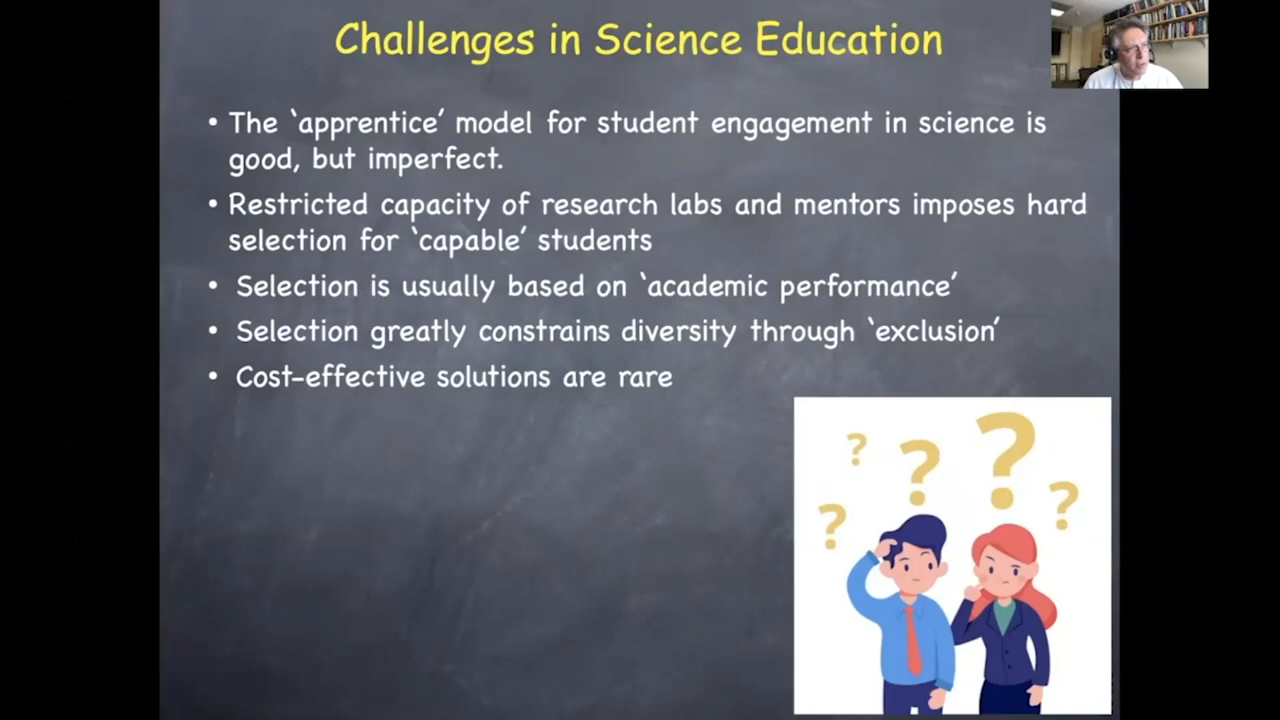 Challenges in Science Education
• The ‘apprentice’ model for student engagement in science is
good, but imperfect.
• Restricted capacity of research labs and mentors imposes hard
selection for ‘capable’ students
• Selection is usually based on ‘academic performance’
• Selection greatly constrains diversity through ‘exclusion’
• Cost-effective solutions are rare
? ? ? ? ?